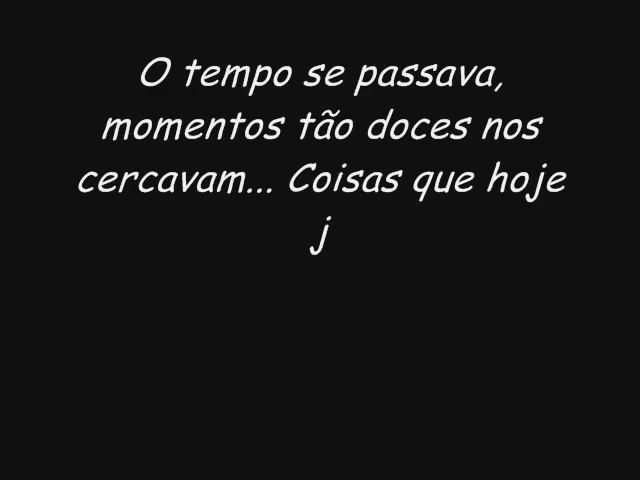 O tempo se passava,
momentos tão doces nos
cercavam... Coisas que hoje
j